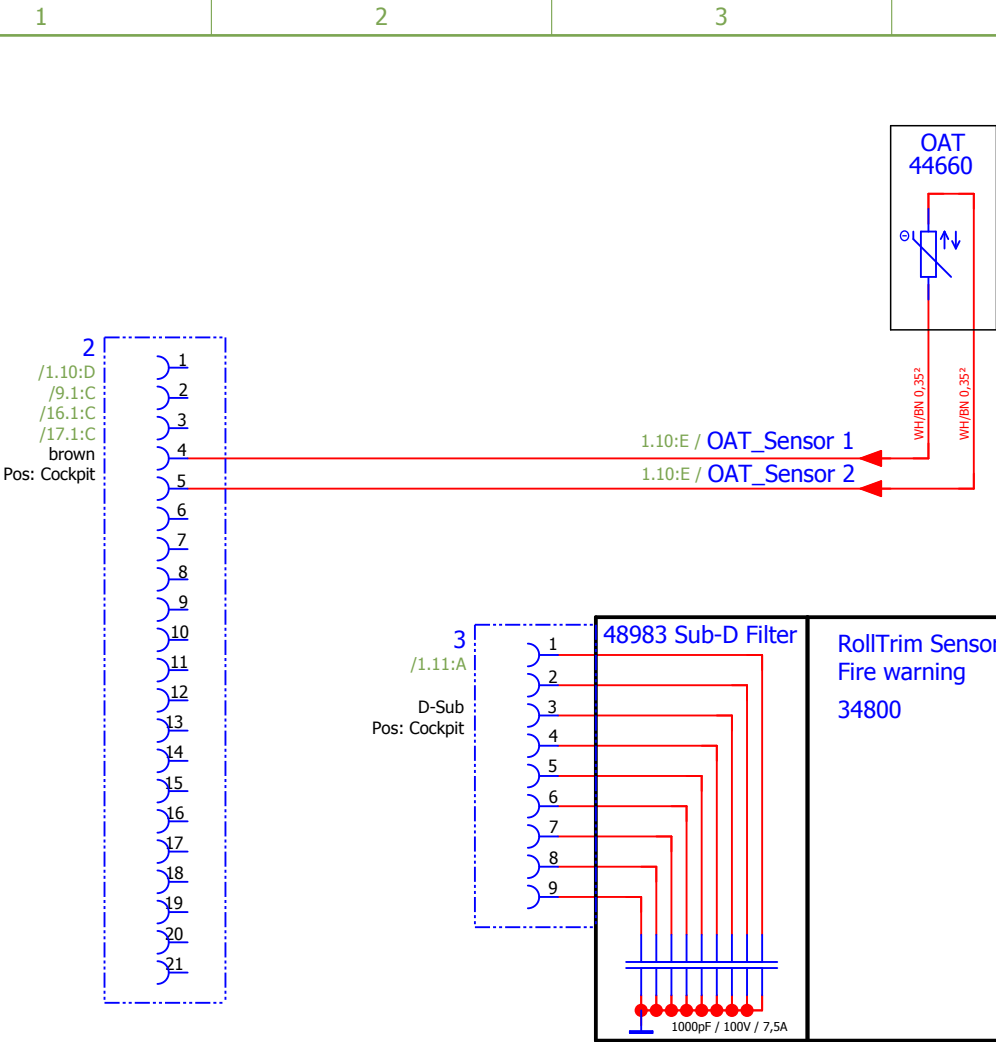 1 2 3
OAT
44660
WH/BN 0,35²
WH/BN 0,35²
2
/1.10:D
/9.1:C
/16.1:C
/17.1:C
brown
Pos: Cockpit
1
2
3
4
5
6
7
8
9
10
11
12
13
14
15
16
17
18
19
20
21
1.10:E / OAT_Sensor 1
1.10:E / OAT_Sensor 2
3
/1.11:A
D-Sub
Pos: Cockpit
1
2
3
4
5
6
7
8
9
48983 Sub-D Filter
1000pF / 100V / 7,5A
RollTrim Sensor
Fire warning
34800